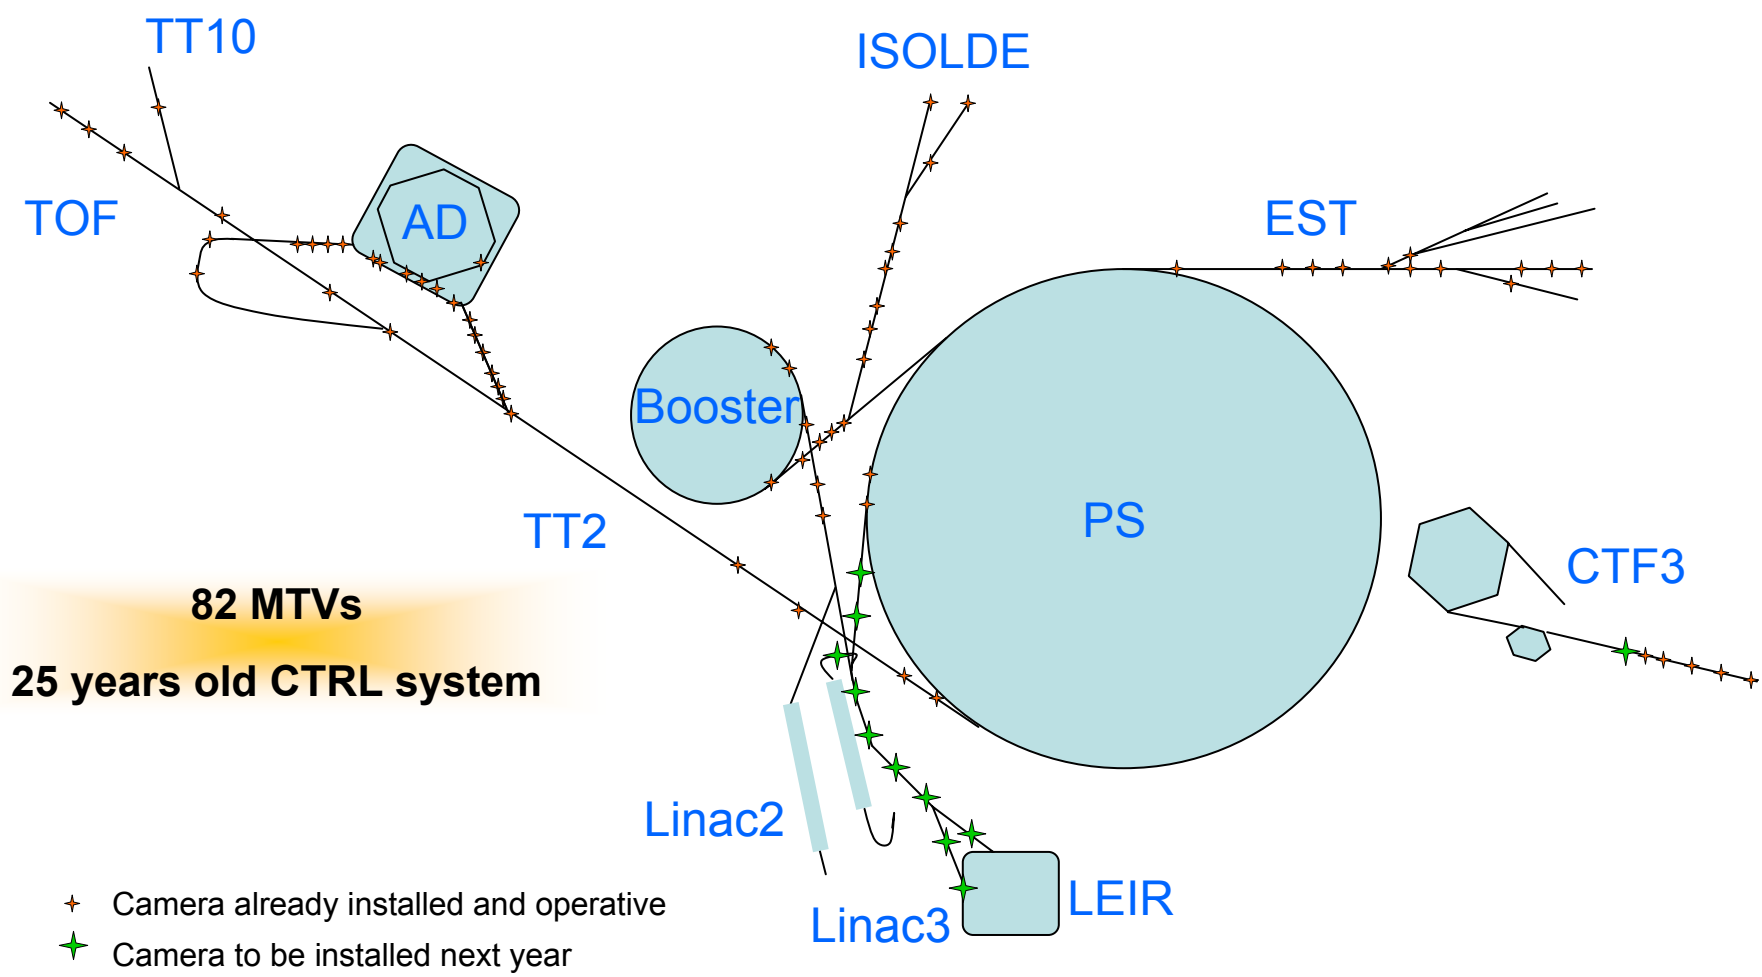 TT10
ISOLDE
TOF
AD
EST
Booster
PS
TT2
CTF3
82 MTVs
25 years old CTRL system
Linac2
Linac3
LEIR
Camera already installed and operative
Camera to be installed next year